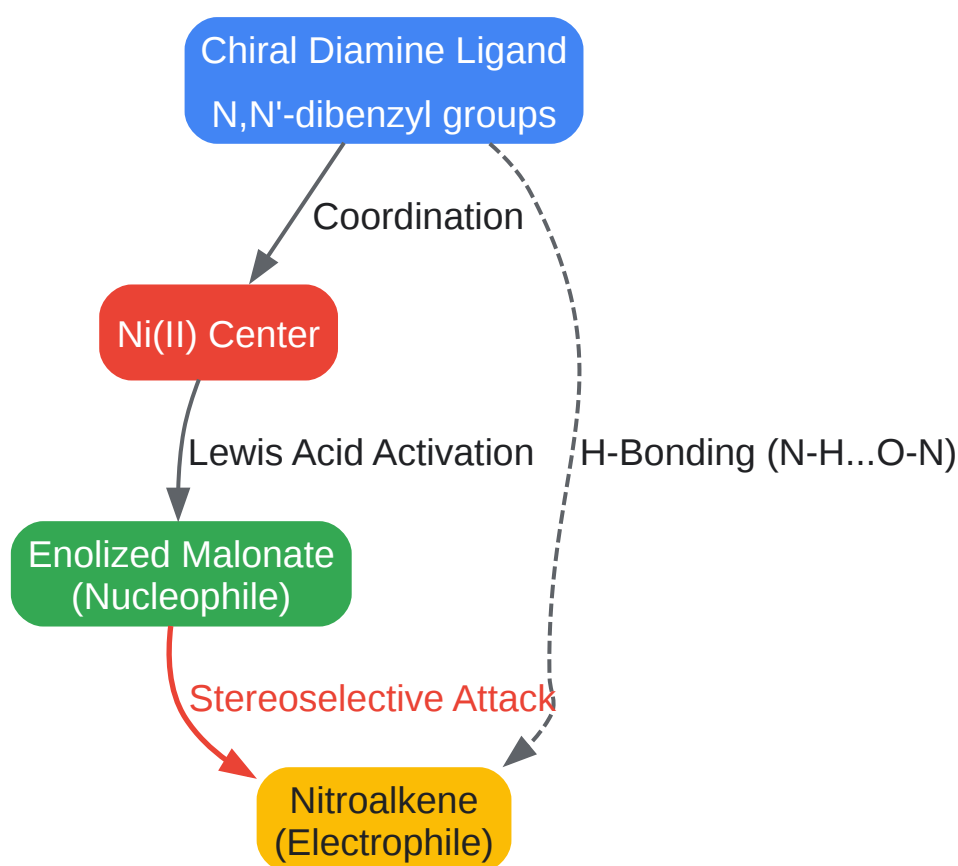 Chiral Diamine Ligand
N,N'-dibenzyl groups
Coordination
Ni(II) Center
Lewis Acid Activation
H-Bonding (N-H...O-N)
Enolized Malonate
(Nucleophile)
Stereoselective Attack
Nitroalkene
(Electrophile)